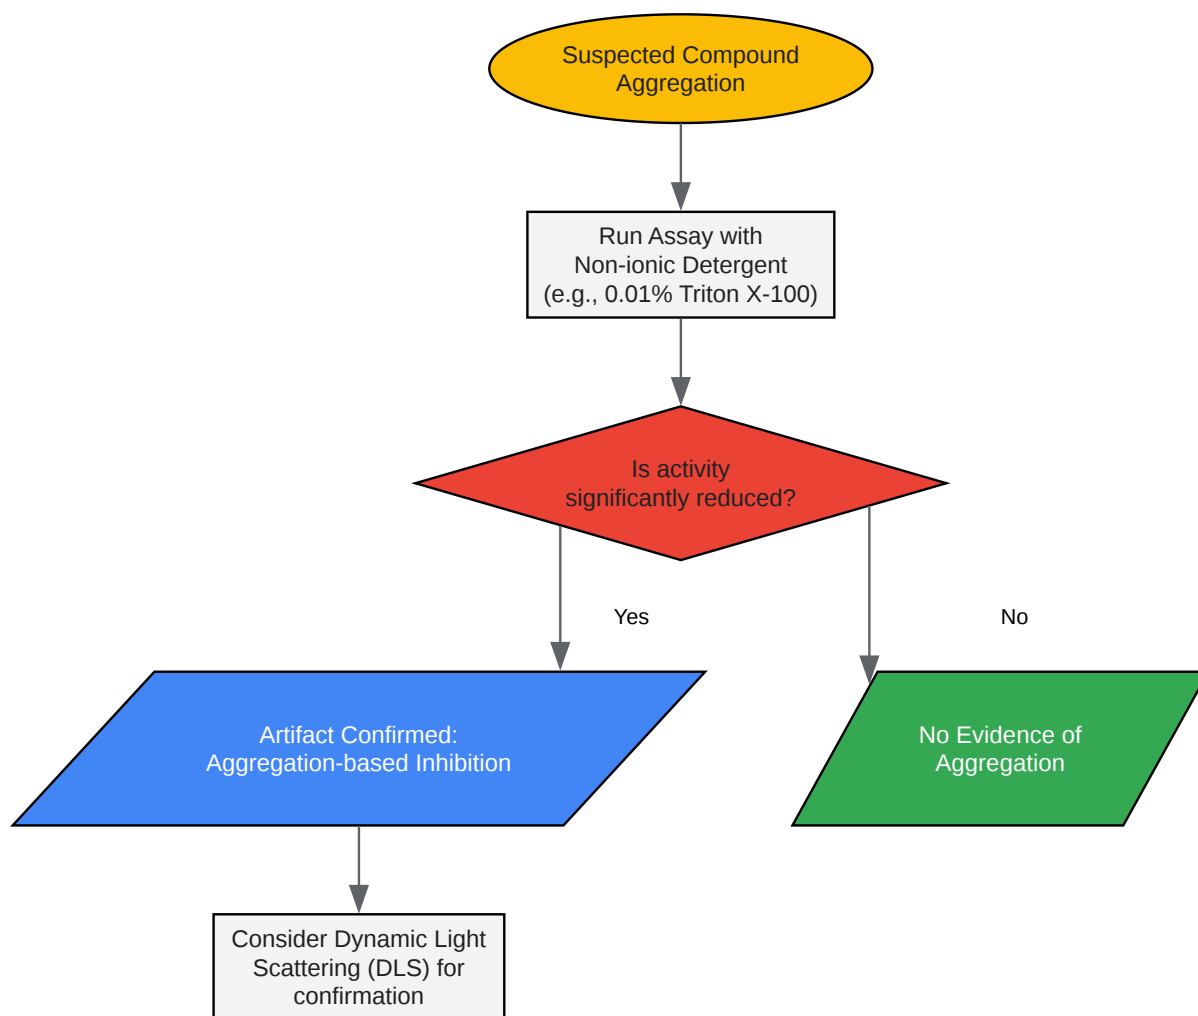 Suspected Compound
Aggregation
Run Assay with
Non-ionic Detergent
(e.g., 0.01% Triton X-100)
Is activity
significantly reduced?
Yes
No
Artifact Confirmed:
Aggregation-based Inhibition
No Evidence of
Aggregation
Consider Dynamic Light
Scattering (DLS) for
confirmation